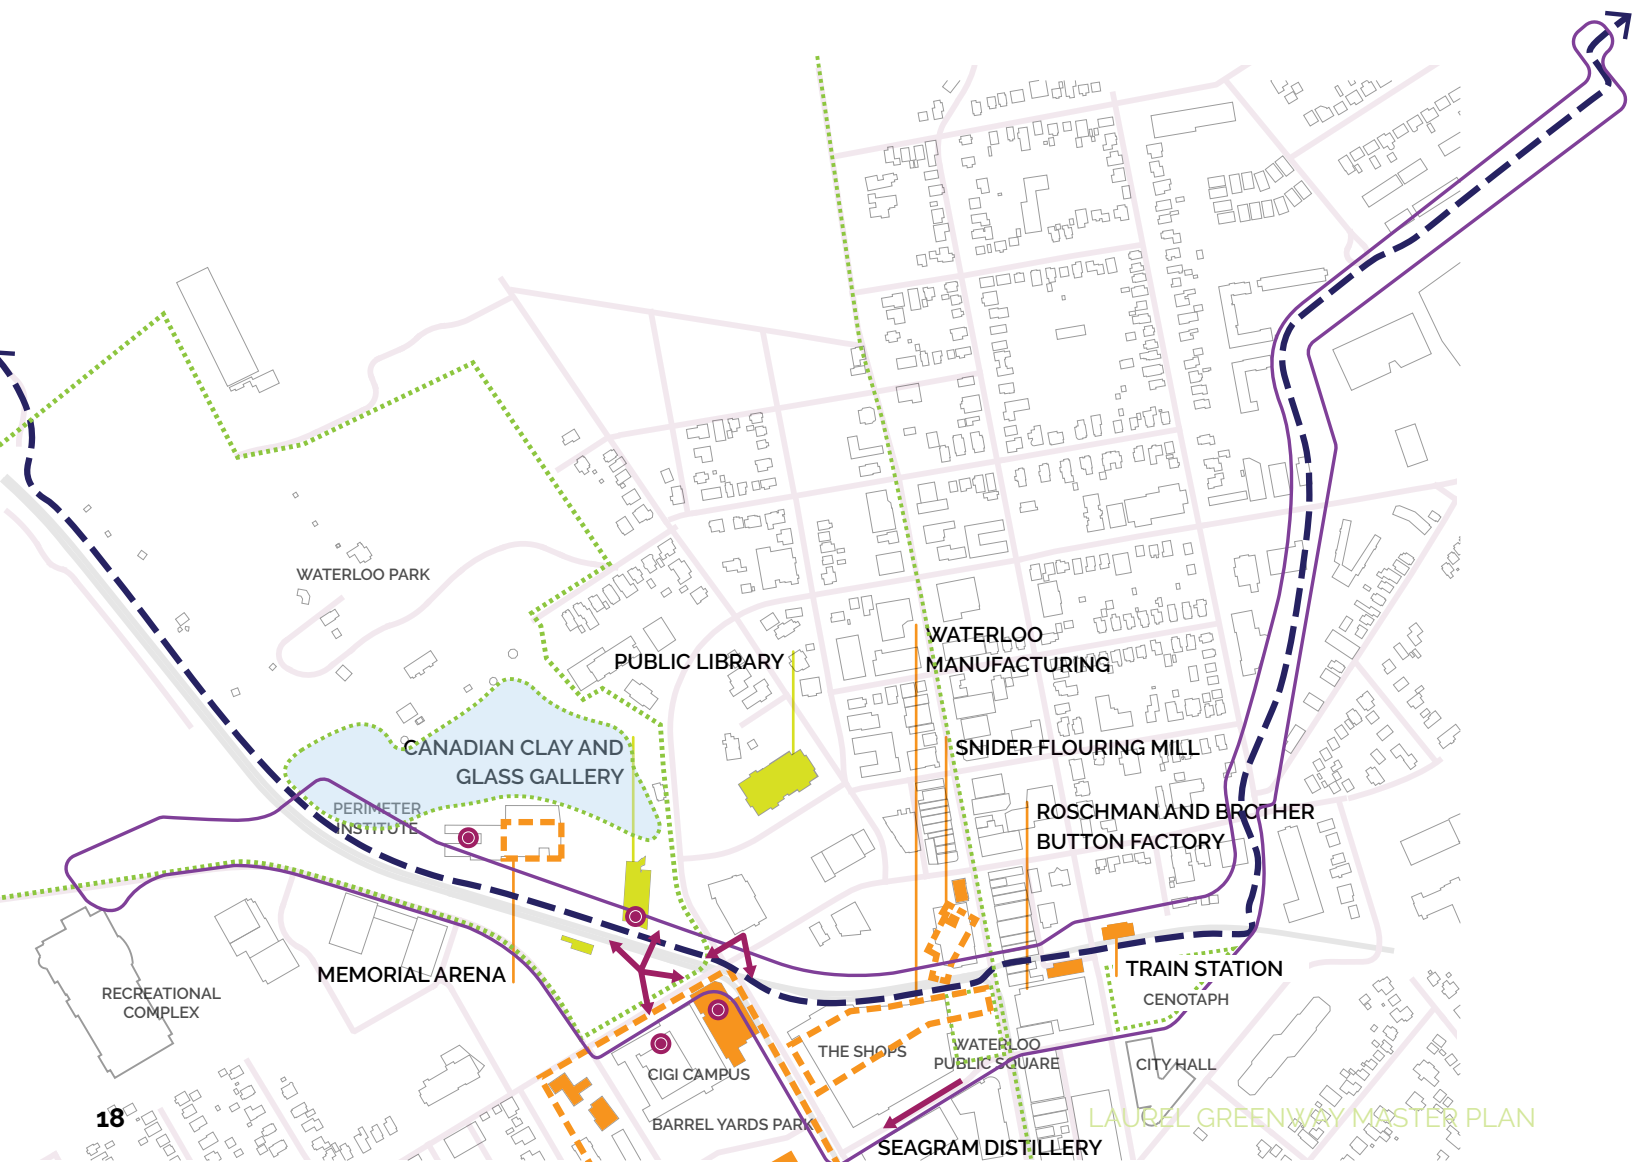 WATERLOO PARK
PUBLIC LIBRARY
WATERLOO
MANUFACTURING
CANADIAN CLAY AND
GLASS GALLERY
SNIDER FLOURING MILL
PERIMETER
INSTITUTE
ROSCHMAN AND BROTHER
BUTTON FACTORY
MEMORIAL ARENA
TRAIN STATION
RECREATIONAL
COMPLEX
CENOTAPH
THE SHOPS
WATERLOO
PUBLIC SQUARE
CITY HALL
CIGI CAMPUS
BARREL YARDS PARK
SEAGRAM DISTILLERY
18
LAUREL GREENWAY MASTER PLAN